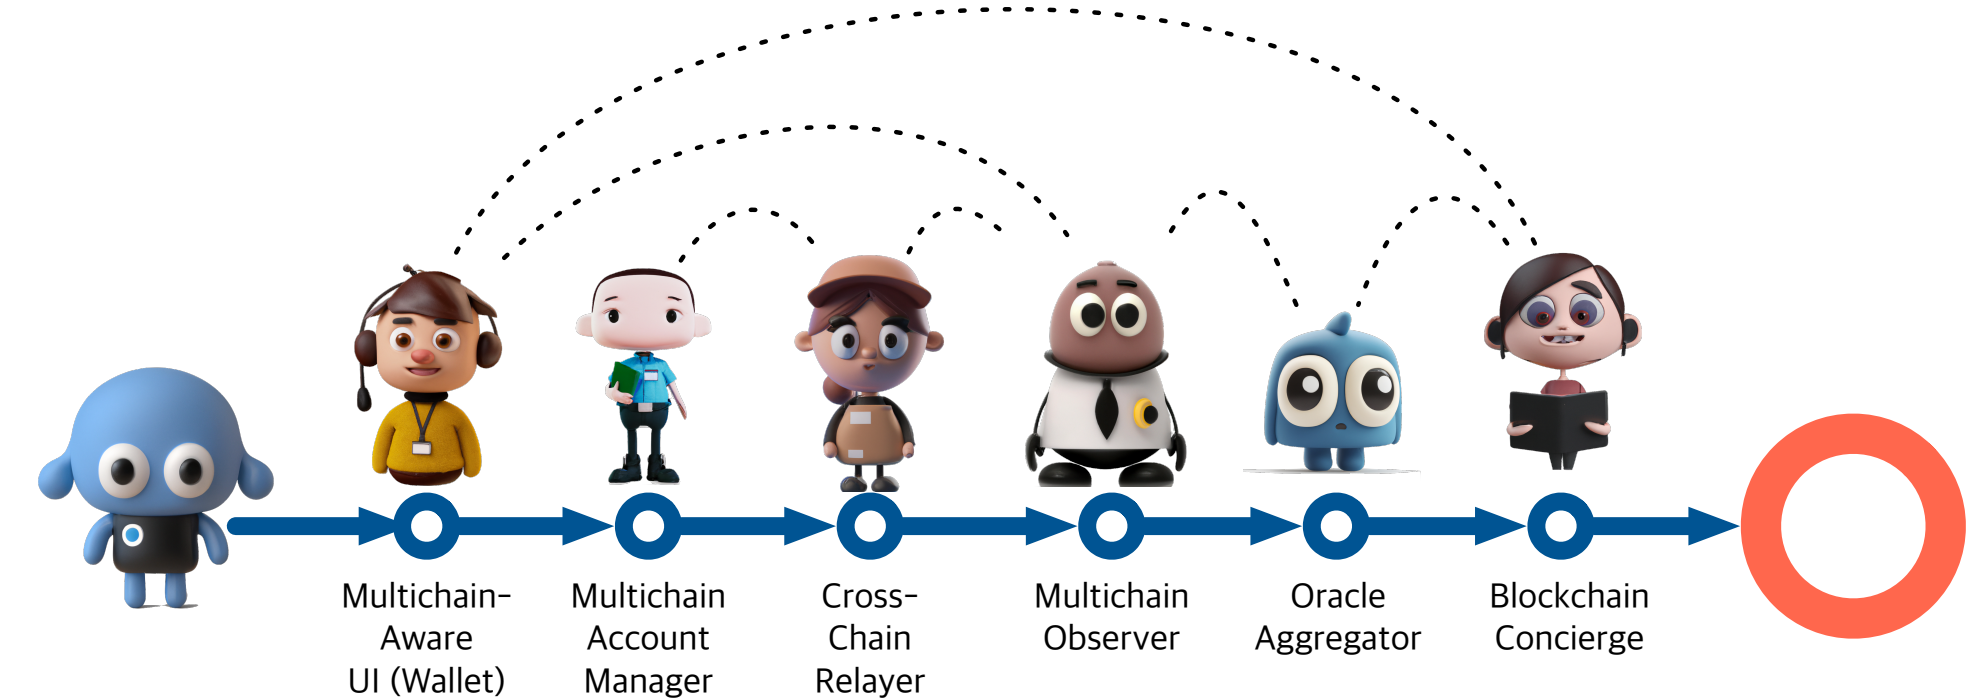 Multichain-
Aware
UI (Wallet)
Multichain
Account
Manager
Cross-
Chain
Relayer
Multichain
Observer
Oracle
Aggregator
Blockchain
Concierge